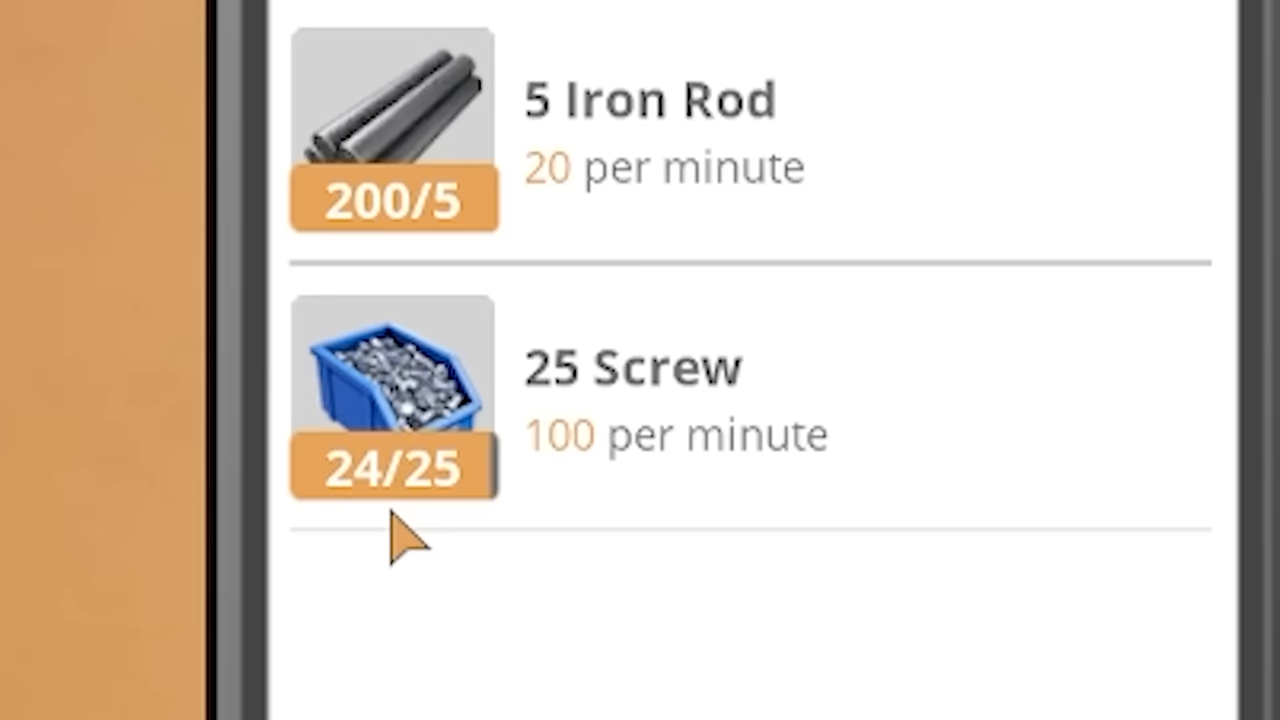 5 Iron Rod
20 per minute
200/5
25 Screw
100 per minute
24/25